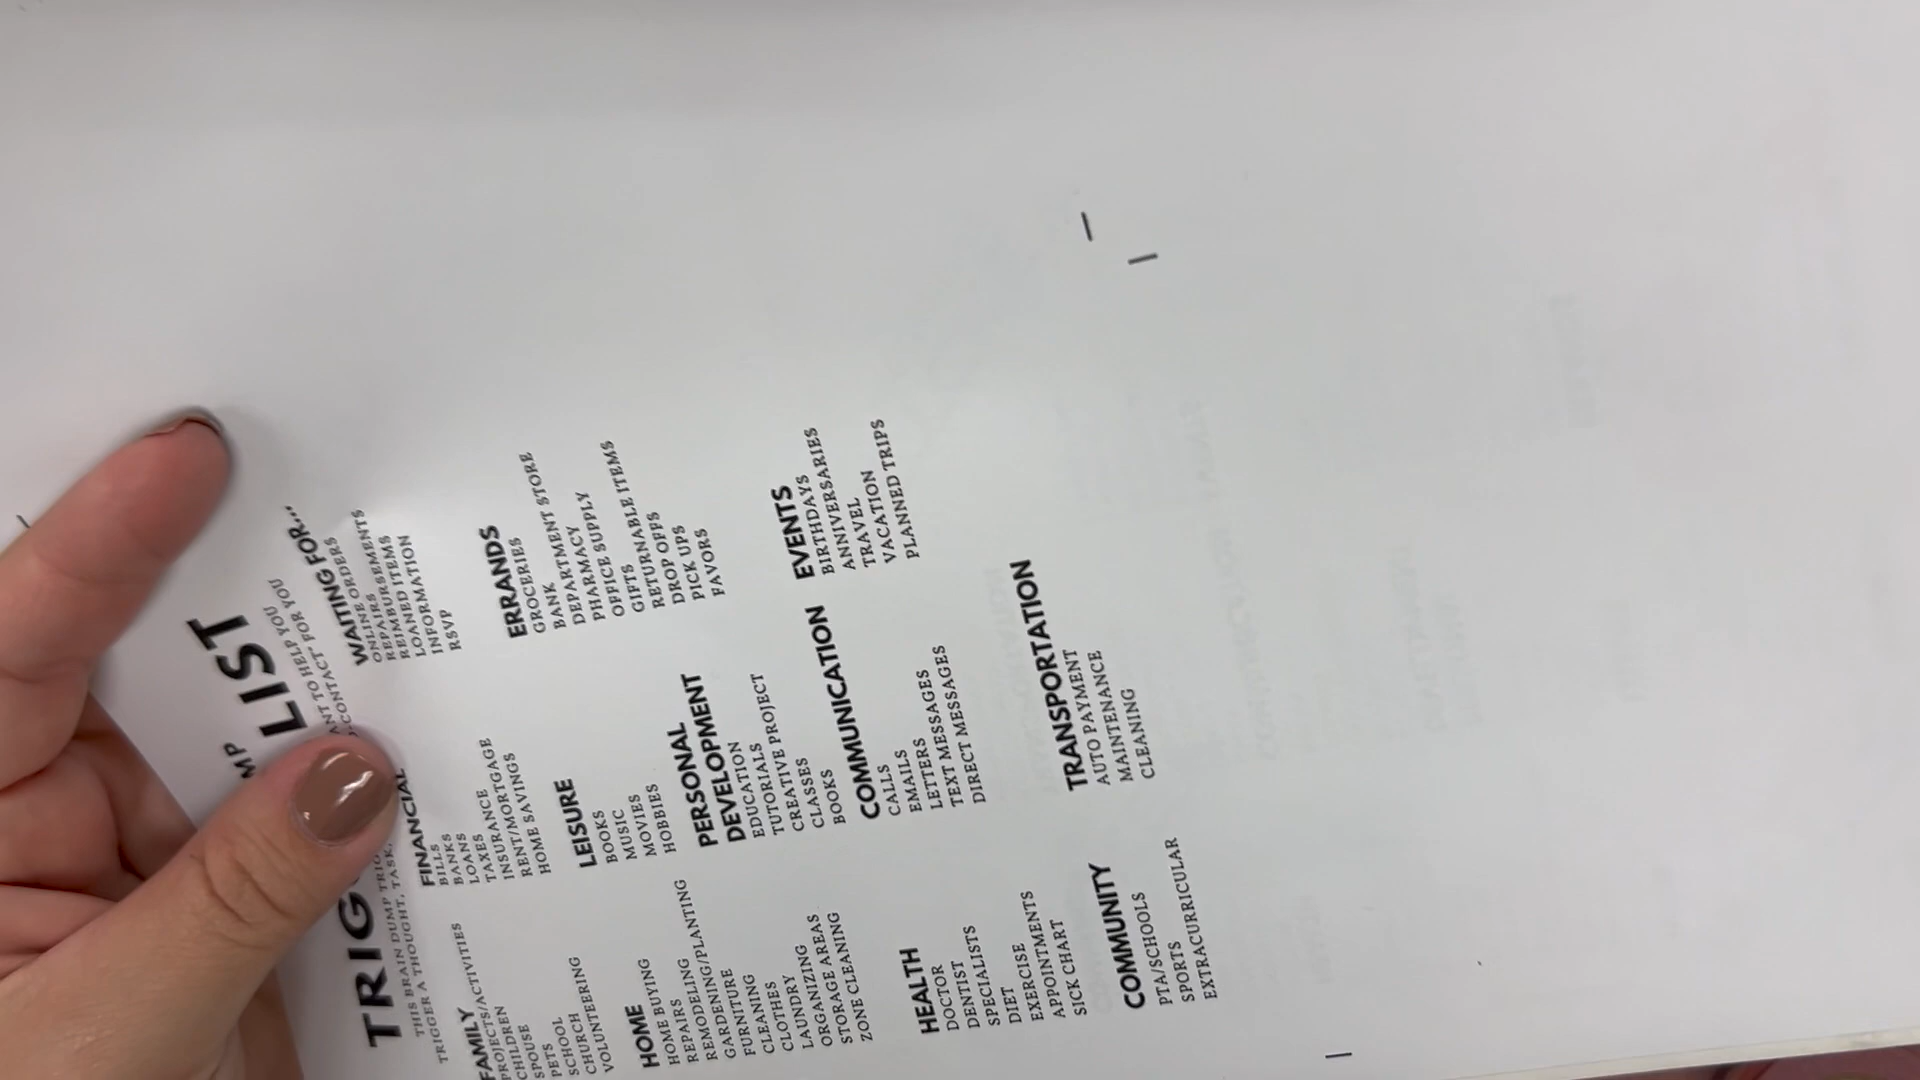 MP
TRIG LIST
THIS BRAIN DUMP TRIG ANT TO HELP YOU
TRIGGER A THOUGHT, TASK, CONTACT" FOR YOU
FAMILY
PROJECTS/ACTIVITIES
CHILDREN
SPOUSE
PETS
SCHOOL
CHURCH
VOLUNTEERING
FINANCIAL
BILLS
BANKS
LOANS
TAXES
INSURANCE
RENT/MORTGAGE
HOME SAVINGS
WAITING FOR...
ONLINE ORDERS
REPAIRS
REIMBURSEMENTS
LOANED ITEMS
INFORMATION
RSVP
HOME
HOME BUYING
REPAIRS
REMODELING
GARDENING/PLANTING
FURNITURE
CLEANING
CLOTHES
LAUNDRY
ORGANIZING
STORAGE AREAS
ZONE CLEANING
LEISURE
BOOKS
MUSIC
MOVIES
HOBBIES
ERRANDS
GROCERIES
BANK
DEPARTMENT STORE
PHARMACY
OFFICE SUPPLY
GIFTS
RETURNABLE ITEMS
DROP OFFS
PICK UPS
FAVORS
PERSONAL
DEVELOPMENT
EDUCATION
TUTORIALS
CREATIVE PROJECT
CLASSES
BOOKS
HEALTH
DOCTOR
DENTIST
SPECIALISTS
DIET
EXERCISE
APPOINTMENTS
SICK CHART
COMMUNICATION
CALLS
EMAILS
LETTERS
TEXT MESSAGES
DIRECT MESSAGES
EVENTS
BIRTHDAYS
ANNIVERSARIES
TRAVEL
VACATION
PLANNED TRIPS
COMMUNITY
PTA/SCHOOLS
SPORTS
EXTRACURRICULAR
TRANSPORTATION
AUTO PAYMENT
MAINTENANCE
CLEANING